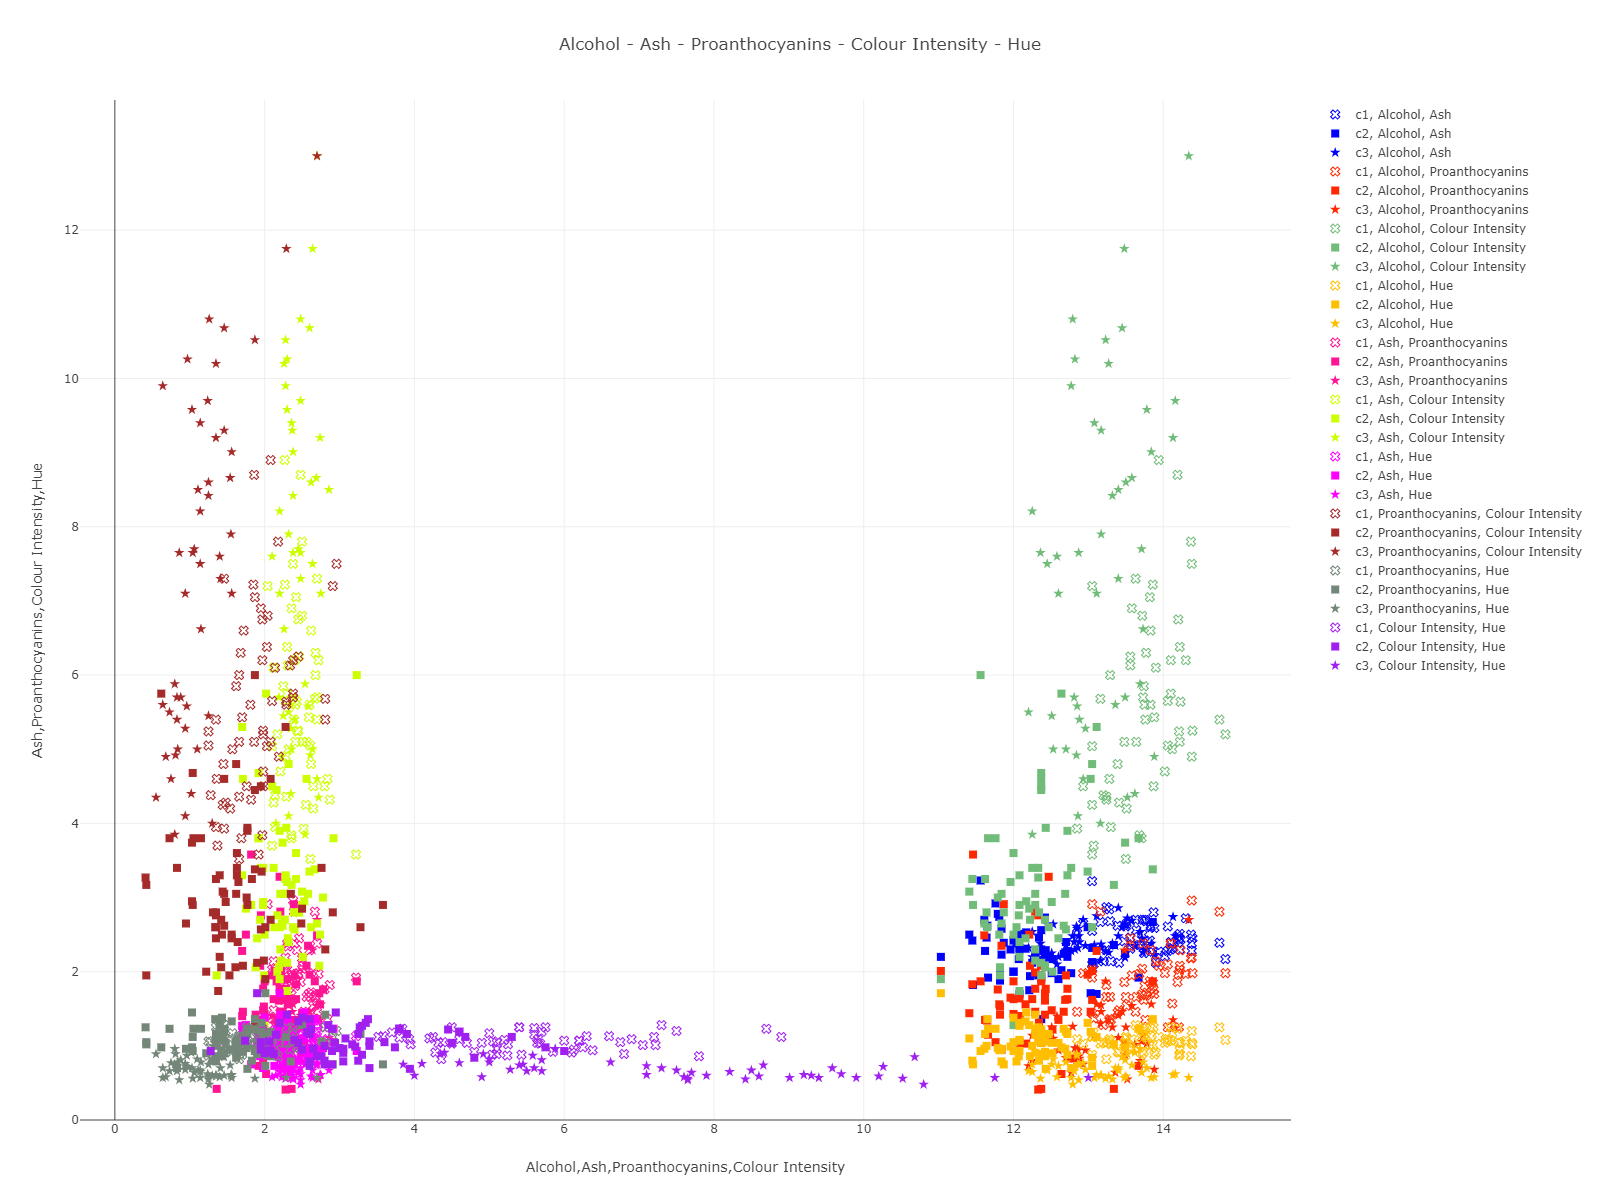 Alcohol - Ash - Proanthocyanins - Colour Intensity - Hue
c1, Alcohol, Ash
c2, Alcohol, Ash
c3, Alcohol, Ash
c1, Alcohol, Proanthocyanins
c2, Alcohol, Proanthocyanins
c3, Alcohol, Proanthocyanins
c1, Alcohol, Colour Intensity
c2, Alcohol, Colour Intensity
c3, Alcohol, Colour Intensity
c1, Alcohol, Hue
c2, Alcohol, Hue
c3, Alcohol, Hue
c1, Ash, Proanthocyanins
c2, Ash, Proanthocyanins
c3, Ash, Proanthocyanins
c1, Ash, Colour Intensity
c2, Ash, Colour Intensity
c3, Ash, Colour Intensity
c1, Ash, Hue
c2, Ash, Hue
c3, Ash, Hue
c1, Proanthocyanins, Colour Intensity
c2, Proanthocyanins, Colour Intensity
c3, Proanthocyanins, Colour Intensity
c1, Proanthocyanins, Hue
c2, Proanthocyanins, Hue
c3, Proanthocyanins, Hue
c1, Colour Intensity, Hue
c2, Colour Intensity, Hue
c3, Colour Intensity, Hue
Ash,Proanthocyanins,Colour Intensity,Hue
12
10
8
6
4
2
0
0 2 4 6 8 10 12 14
Alcohol,Ash,Proanthocyanins,Colour Intensity